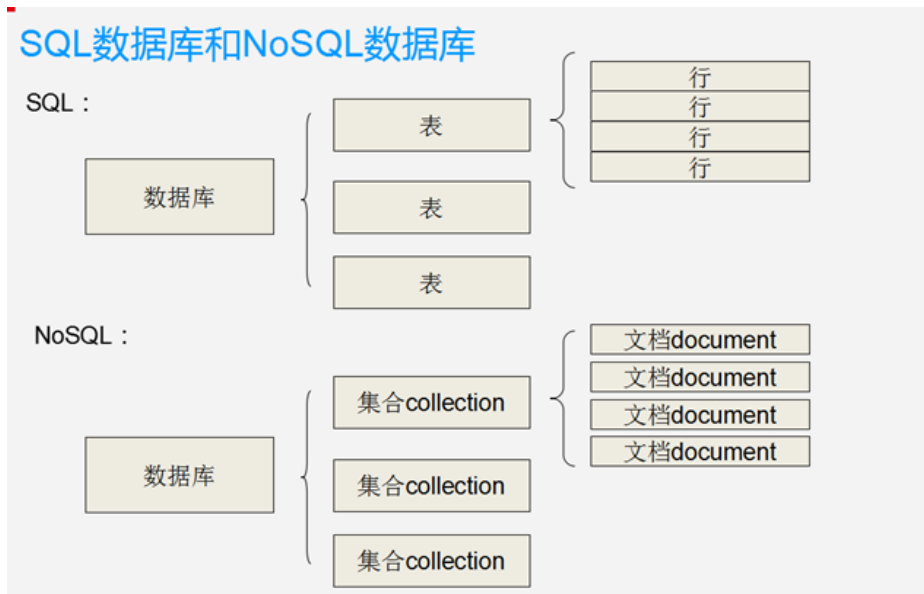 SQL数据库和NoSQL数据库
SQL：
数据库
表
表
表
行
行
行
行
NoSQL：
数据库
集合collection
集合collection
集合collection
文档document
文档document
文档document
文档document